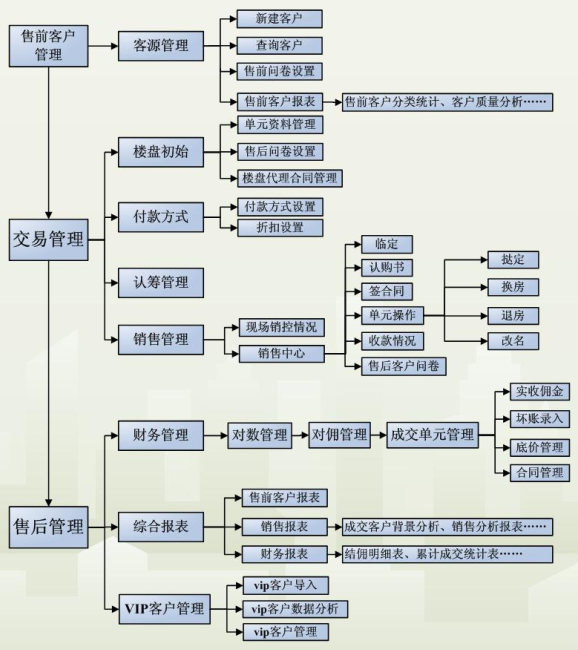 售前客户
管理
客源管理
新建客户
查询客户
售前问卷设置
售前客户报表
售前客户分类统计、客户质量分析……
交易管理
楼盘初始
单元资料管理
售后问卷设置
楼盘代理合同管理
付款方式
付款方式设置
折扣设置
认筹管理
销售管理
现场销控情况
销售中心
临定
认购书
签合同
单元操作
挞定
换房
退房
改名
收款情况
售后客户问卷
售后管理
财务管理
对数管理
对佣管理
成交单元管理
实收佣金
坏账录入
底价管理
合同管理
综合报表
售前客户报表
销售报表
成交客户背景分析、销售分析报表……
财务报表
结佣明细表、累计成交统计表……
VIP客户管理
vip客户导入
vip客户数据分析
vip客户管理